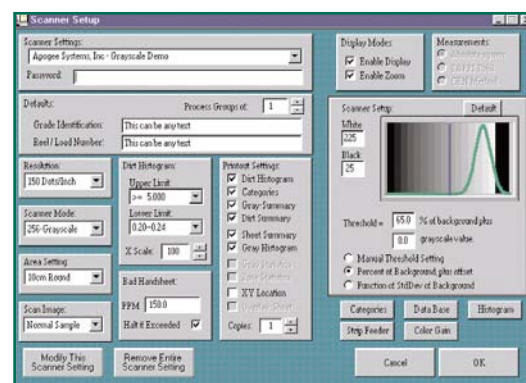 Scanner Setup
Scanner Settings:
Apogee Systems, Inc - Grayscale Demo
Password:
Display Modes
Enable Display
Enable Zoom
Measurements:
Defaults:
Process Groups of: 1
Grade Identification: This can be any text
Reel / Load Number: This can be any text
Resolution:
150 Dots/Inch
Scanner Mode:
256-Grayscale
Area Setting
10cm Round
Scan Image:
Normal Sample
Dirt Histogram:
Upper Limit:
>= 5.000
Lower Limit:
0.20-0.24
X Scale: 100
Bad Handsheet:
PPM 150.0
Halt if Exceeded
Printout Settings:
Dirt Histogram
Categories
Gray Summary
Dirt Summary
Sheet Summary
Gray Histogram
XY Location
Copies: 1
Scanner Setup:
Default
White
225
Black
25
Threshold = 65.0 % of background plus
0.0 grayscale value.
Manual Threshold Setting
Percent of Background plus offset
Function of StdDev of Background
Categories
Data Base
Histogram
Strip Feeder
Color Gain
Modify This Scanner Setting
Remove Entire Scanner Setting
Cancel
OK